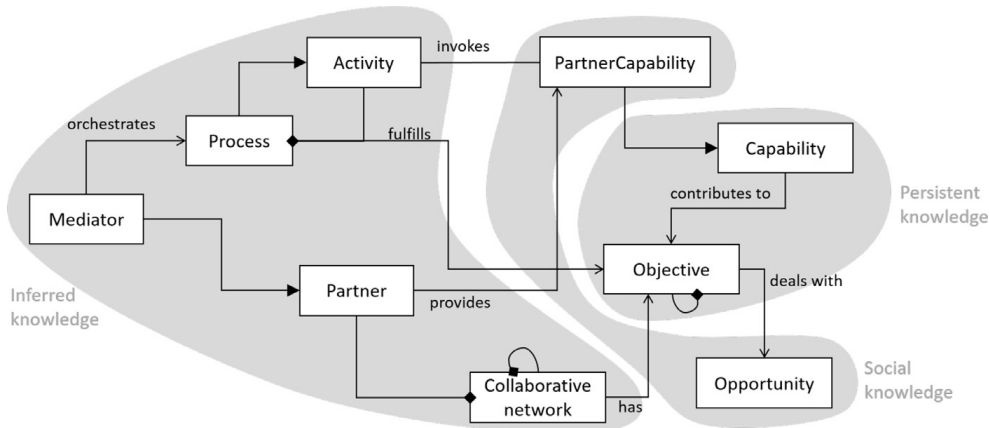 Activity
invokes
PartnerCapability
orchestrates
Process
fulfills
Capability
contributes to
Persistent
knowledge
Mediator
Objective
deals with
Inferred
knowledge
Partner
provides
Collaborative
network
has
Opportunity
Social
knowledge